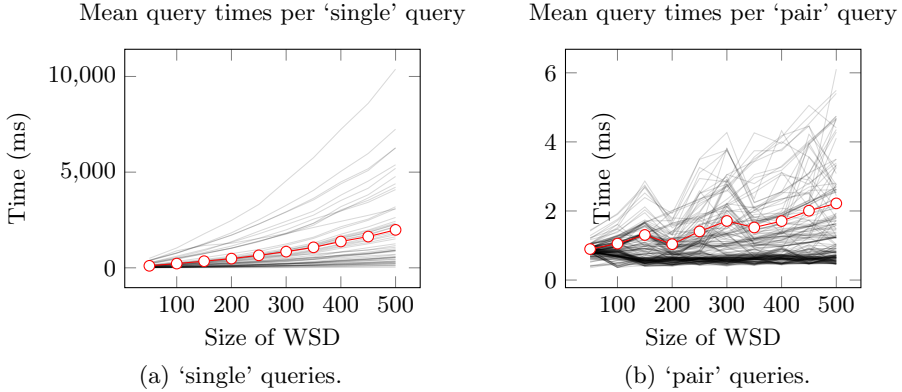 Mean query times per ‘single’ query
10,000
5,000
0
Time (ms)
100 200 300 400 500
Size of WSD
(a) ‘single’ queries.
Mean query times per ‘pair’ query
6
4
2
0
Time (ms)
100 200 300 400 500
Size of WSD
(b) ‘pair’ queries.